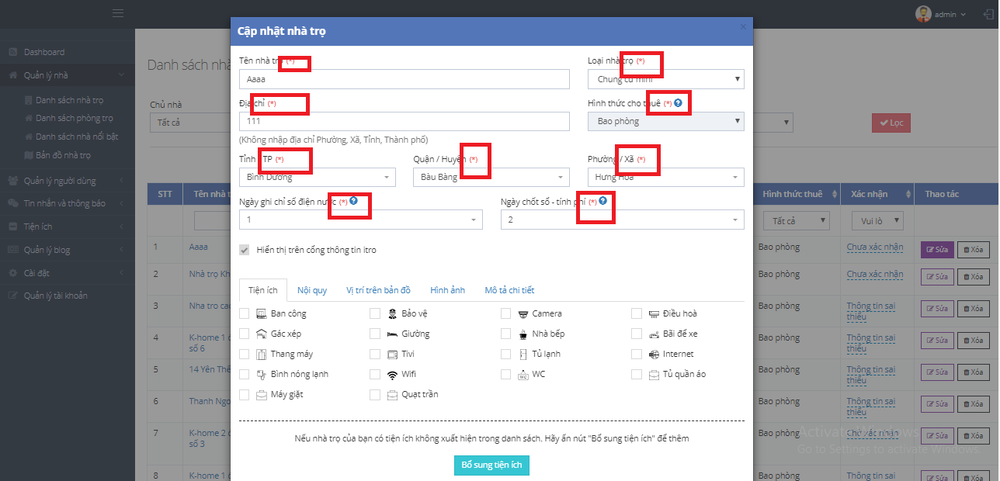 admin
Dashboard
Quản lý nhà
Danh sách nhà trọ
Danh sách phòng trọ
Danh sách nhà nổi bật
Bản đồ nhà trọ
Quản lý người dùng
Tin nhắn và thông báo
Tiện ích
Quản lý blog
Cài đặt
Quản lý tài khoản
Danh sách nhà
Chủ nhà
Tất cả
Lọc
Cập nhật nhà trọ
×
Tên nhà trọ (*)
Loại nhà trọ (*)
Aaaa
Chung cư mini
Địa chỉ (*)
Hình thức cho thuê (*)
111
Bao phòng
(Không nhập địa chỉ Phường, Xã, Tỉnh, Thành phố)
Tỉnh / TP (*)
Quận / Huyện (*)
Phường / Xã (*)
Bình Dương
Bàu Bàng
Hưng Hòa
Ngày ghi chỉ số điện nước (*)
Ngày chốt số - tính phí (*)
1
2
Hiển thị trên cổng thông tin itro
Tiện ích
Nội quy
Vị trí trên bản đồ
Hình ảnh
Mô tả chi tiết
Ban công
Bảo vệ
Camera
Điều hoà
Gác xép
Giường
Nhà bếp
Bãi để xe
Thang máy
Tivi
Tủ lạnh
Internet
Bình nóng lạnh
Wifi
WC
Tủ quần áo
Máy giặt
Quạt trần
Nếu nhà trọ của bạn có tiện ích không xuất hiện trong danh sách. Hãy ấn nút "Bổ sung tiện ích" để thêm
Bổ sung tiện ích
STT
Tên nhà t
Hình thức thuê
Xác nhận
Thao tác
Tất cả
Vui lò
1
Aaaa
Bao phòng
Chưa xác nhận
Sửa
Xóa
2
Nhà trọ Kh
Bao phòng
Chưa xác nhận
Sửa
Xóa
3
Nha tro cao
Bao phòng
Thông tin sai thiếu
Sửa
Xóa
4
K-home 1
số 6
Bao phòng
Thông tin sai thiếu
Sửa
Xóa
5
14 Yên Thế
Bao phòng
Thông tin sai thiếu
Sửa
Xóa
6
Thanh Ngo
Bao phòng
Thông tin sai thiếu
Sửa
Xóa
7
K-home 2
số 3
Bao phòng
Chưa xác nhận
Sửa
Xóa
8
K-home 1
Bao phòng
Thông tin sai
Sửa
Xóa
Activate Windows
Go to Settings to activate Windows.